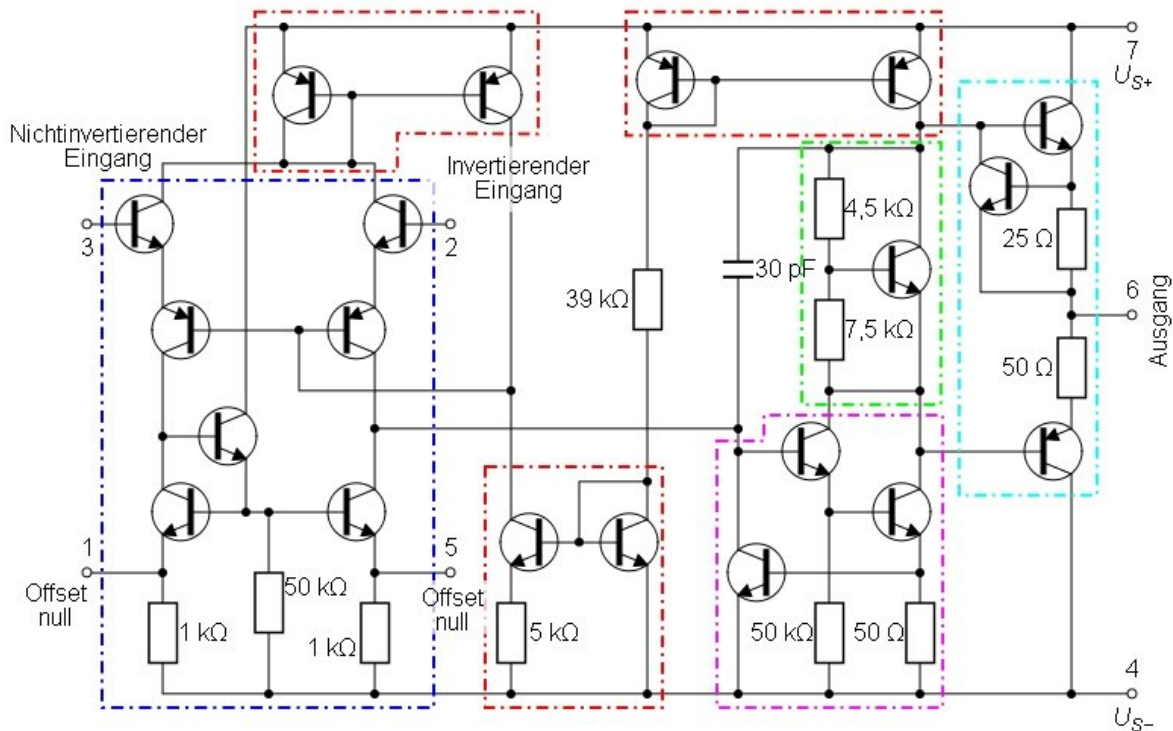 7
U_S+
Nichtinvertierender
Eingang
Invertierender
Eingang
3
2
4,5 kΩ
25 Ω
30 pF
39 kΩ
6
Ausgang
7,5 kΩ
50 Ω
1
5
Offset
null
50 kΩ
Offset
null
1 kΩ
1 kΩ
5 kΩ
50 kΩ
50 Ω
4
U_S−